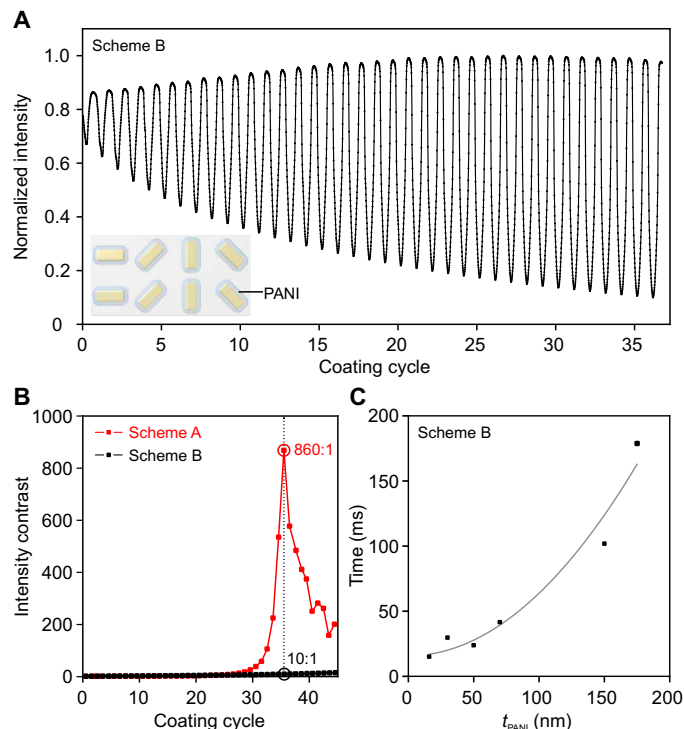 A
Scheme B
1.0
0.8
0.6
0.4
0.2
0
Normalized intensity
PANI
0 5 10 15 20 25 30 35
Coating cycle
B
1000
800
600
400
200
0
Intensity contrast
Scheme A
Scheme B
860:1
10:1
0 10 20 30 40
Coating cycle
C
200
150
100
50
0
Time (ms)
Scheme B
0 50 100 150 200
t PANI (nm)